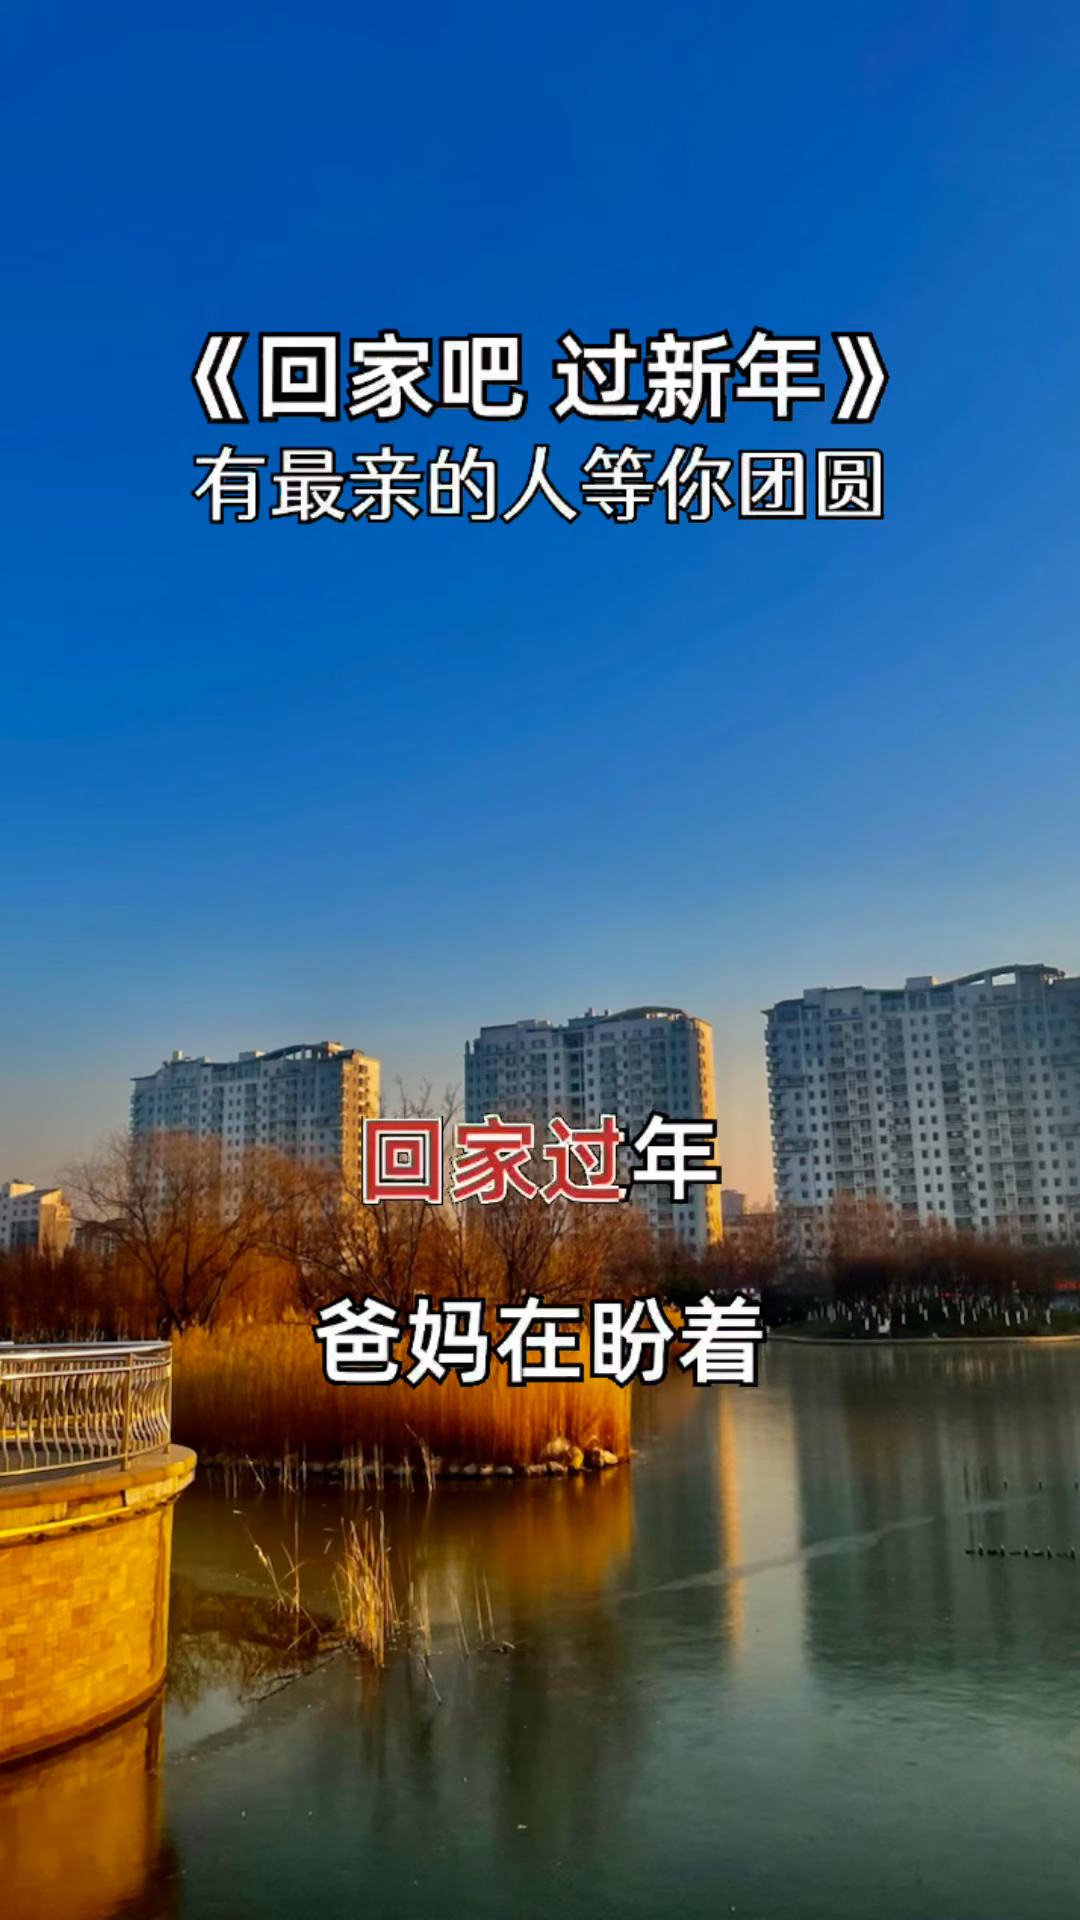 《回家吧 过新年》
有最亲的人等你团圆
回家过年
爸妈在盼着